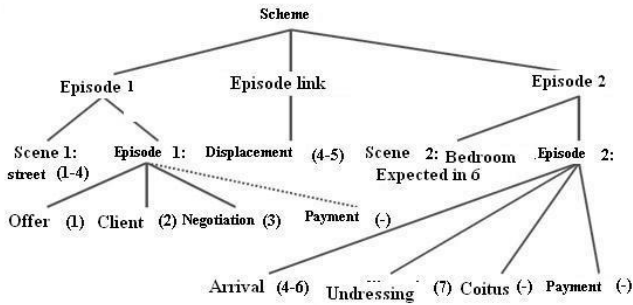 Scheme
Episode 1 Episode link Episode 2
Scene 1: Episode 1: Displacement (4-5) Scene 2: Bedroom Episode 2:
street (1-4) Expected in 6
Offer (1) Client (2) Negotiation (3) Payment (-)
Arrival (4-6) Undressing (7) Coitus (-) Payment (-)